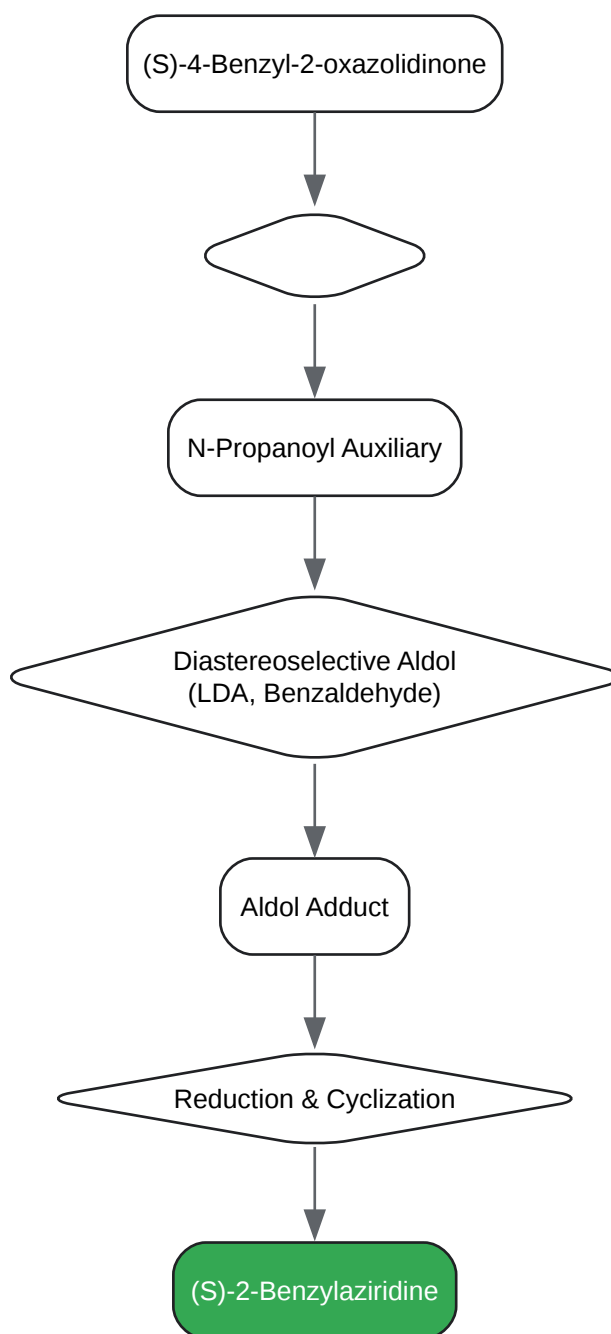 (S)-4-Benzyl-2-oxazolidinone
N-Propanoyl Auxiliary
Diastereoselective Aldol
(LDA, Benzaldehyde)
Aldol Adduct
Reduction & Cyclization
(S)-2-Benzylaziridine